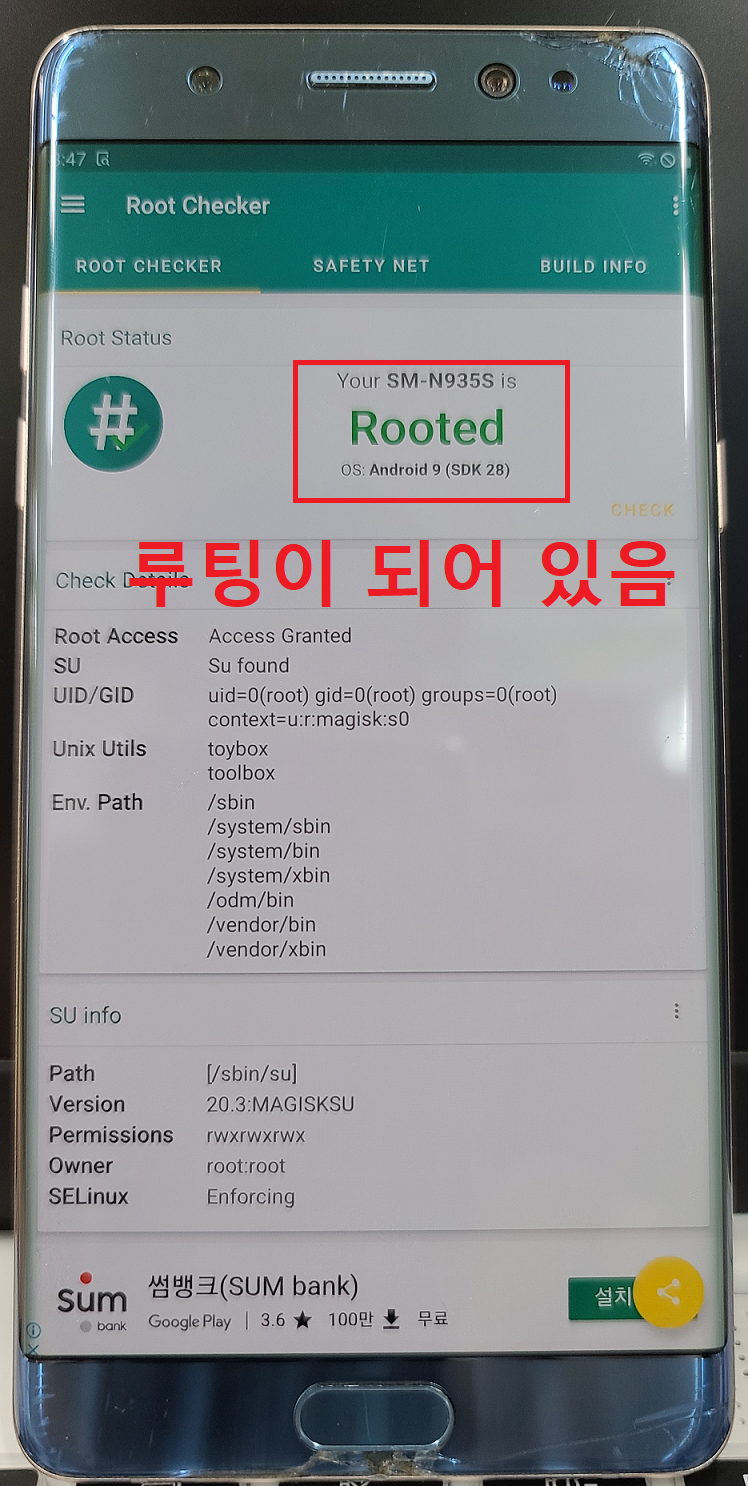 :47
Root Checker
ROOT CHECKER SAFETY NET BUILD INFO
Root Status
Your SM-N935S is
Rooted
OS: Android 9 (SDK 28)
CHECK
루팅이 되어 있음
Check Details
Root Access Access Granted
SU Su found
UID/GID uid=0(root) gid=0(root) groups=0(root)
context=u:r:magisk:s0
Unix Utils toybox
toolbox
Env. Path /sbin
/system/sbin
/system/bin
/system/xbin
/odm/bin
/vendor/bin
/vendor/xbin
SU info
Path [/sbin/su]
Version 20.3:MAGISKSU
Permissions rwxrwxrwx
Owner root:root
SELinux Enforcing
sum bank
썸뱅크(SUM bank)
Google Play | 3.6 ★ 100만 무료
설치